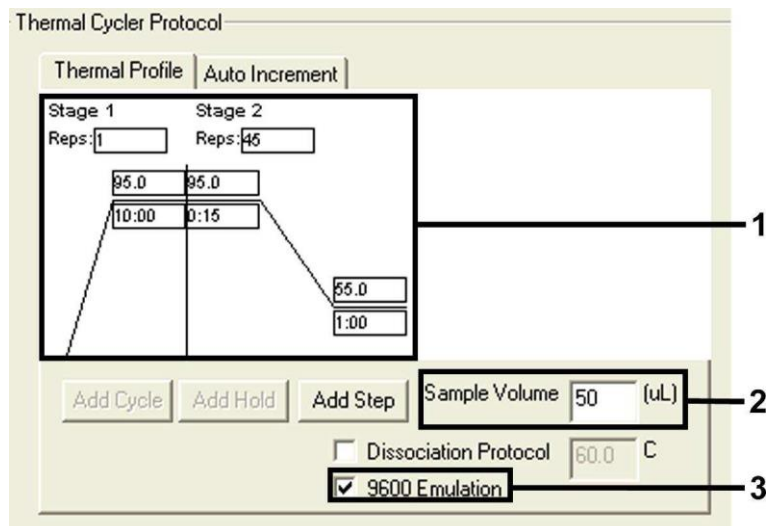 Thermal Cycler Protocol
Thermal Profile Auto Increment
Stage 1 Stage 2
Reps: 1 Reps: 45
95.0 95.0
10:00 0:15
1
55.0
1:00
Add Cycle Add Hold Add Step Sample Volume 50 (uL) 2
Dissociation Protocol 60.0 C
9600 Emulation 3